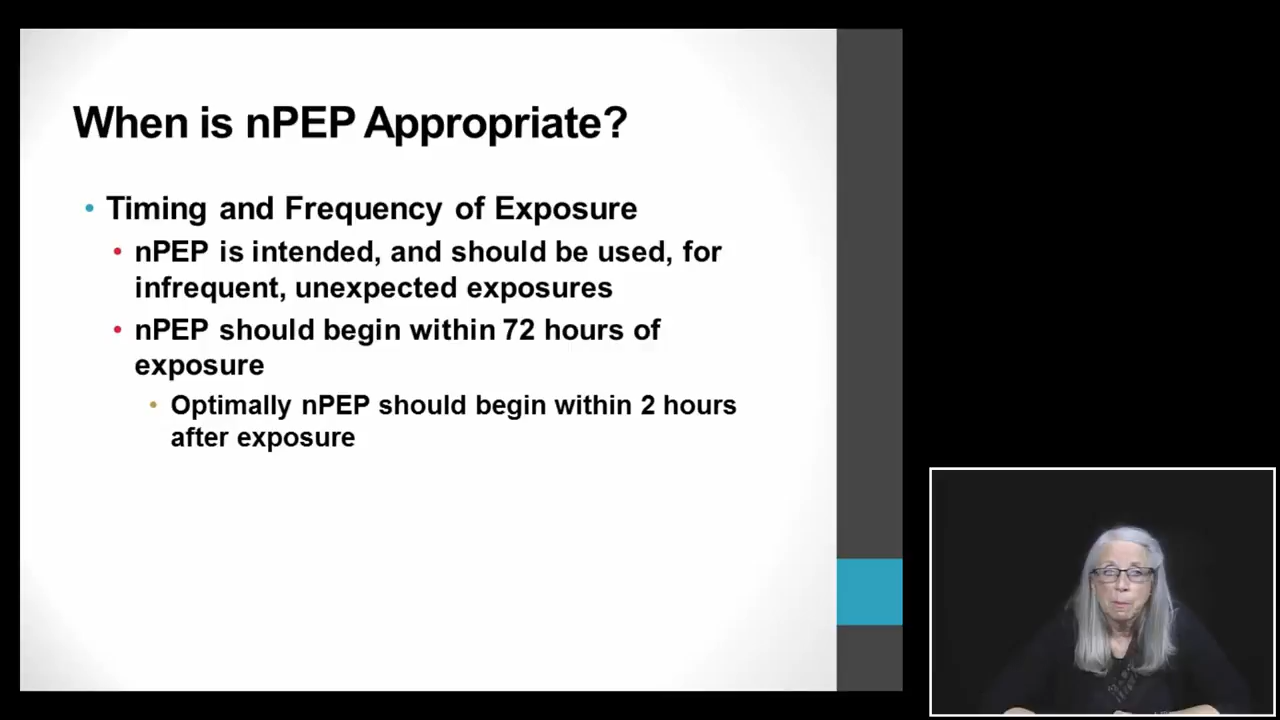 When is nPEP Appropriate?
• Timing and Frequency of Exposure
• nPEP is intended, and should be used, for
infrequent, unexpected exposures
• nPEP should begin within 72 hours of
exposure
• Optimally nPEP should begin within 2 hours
after exposure